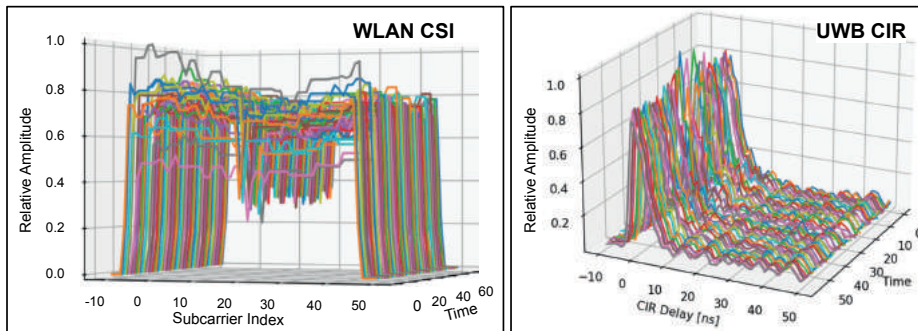 WLAN CSI
1.0
0.8
0.6
0.4
0.2
0.0
Relative Amplitude
-10 0 10 20 30 40 50
Subcarrier Index
0 20 40 60
Time
UWB CIR
1.0
0.8
0.6
0.4
0.2
Relative Amplitude
−10 0 10 20 30 40 50
CIR Delay [ns]
50 40 30 20 10 0
Time